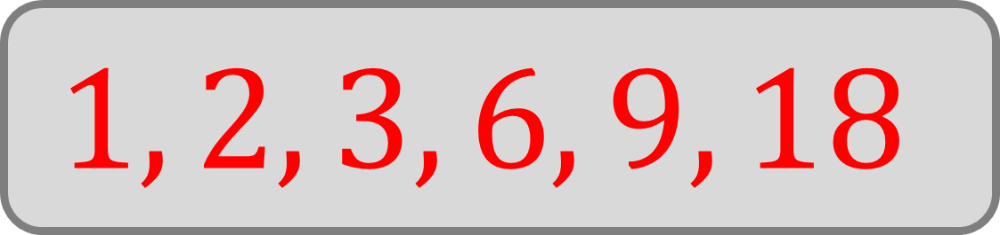 1, 2, 3, 6, 9, 18